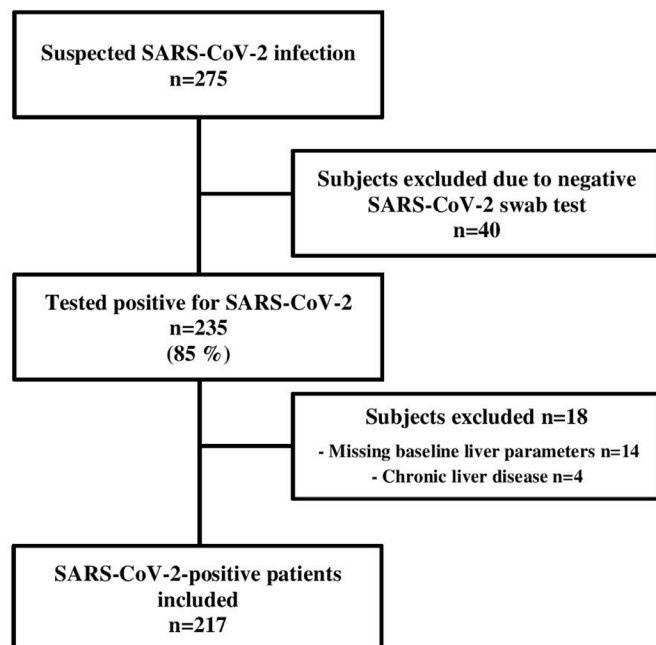 Suspected SARS-CoV-2 infection
n=275
Subjects excluded due to negative
SARS-CoV-2 swab test
n=40
Tested positive for SARS-CoV-2
n=235
(85 %)
Subjects excluded n=18
- Missing baseline liver parameters n=14
- Chronic liver disease n=4
SARS-CoV-2-positive patients
included
n=217